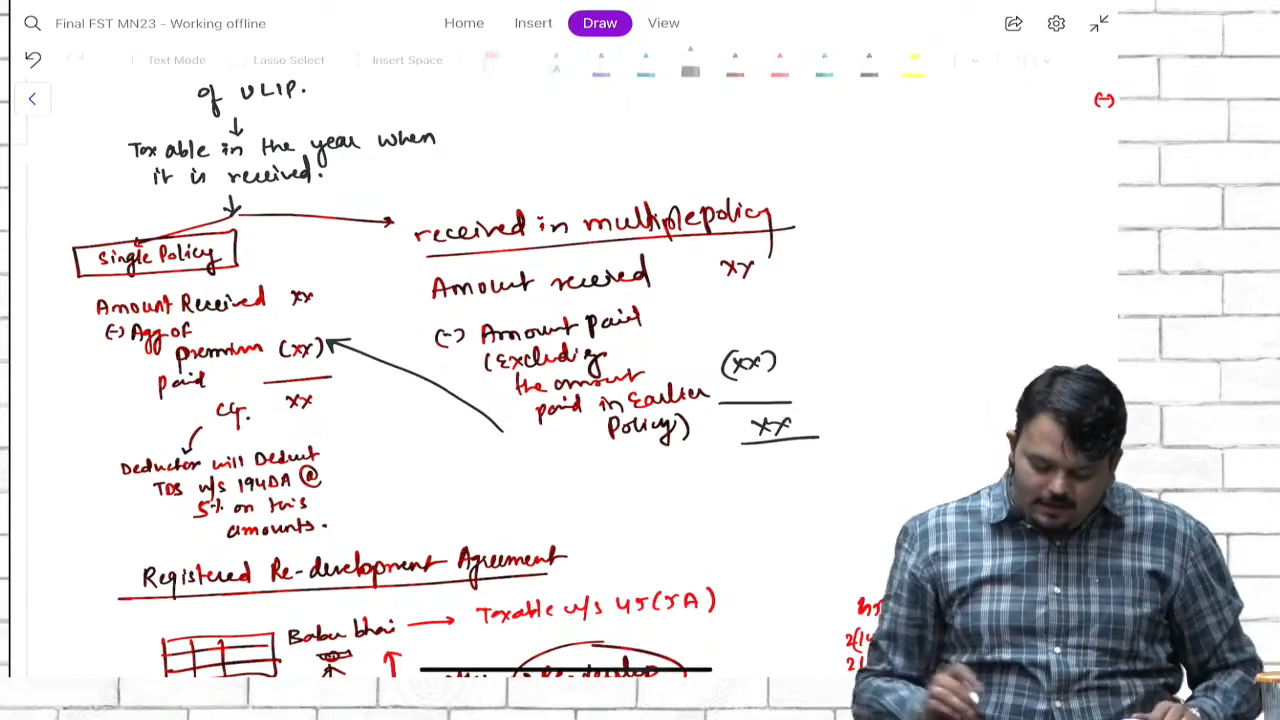 Final FST MN23 - Working offline
Home
Insert
Draw
View
Text Mode
Lasso Select
Insert Space
of ULIP.
Taxable in the year when
it is received.
Single Policy
Amount Received xx
(-) Agg of
premium (xx)
paid
CG. xx
Deductor will Deduct
TDS u/s 194DA @
5% on this
amounts.
received in multiple policy
Amount received xx
(-) Amount paid
(Excluding
the amount (xx)
paid in Earlier
Policy) xx
(-)
Registered Re-development Agreement
Babu bhai
Taxable u/s 45(5A)